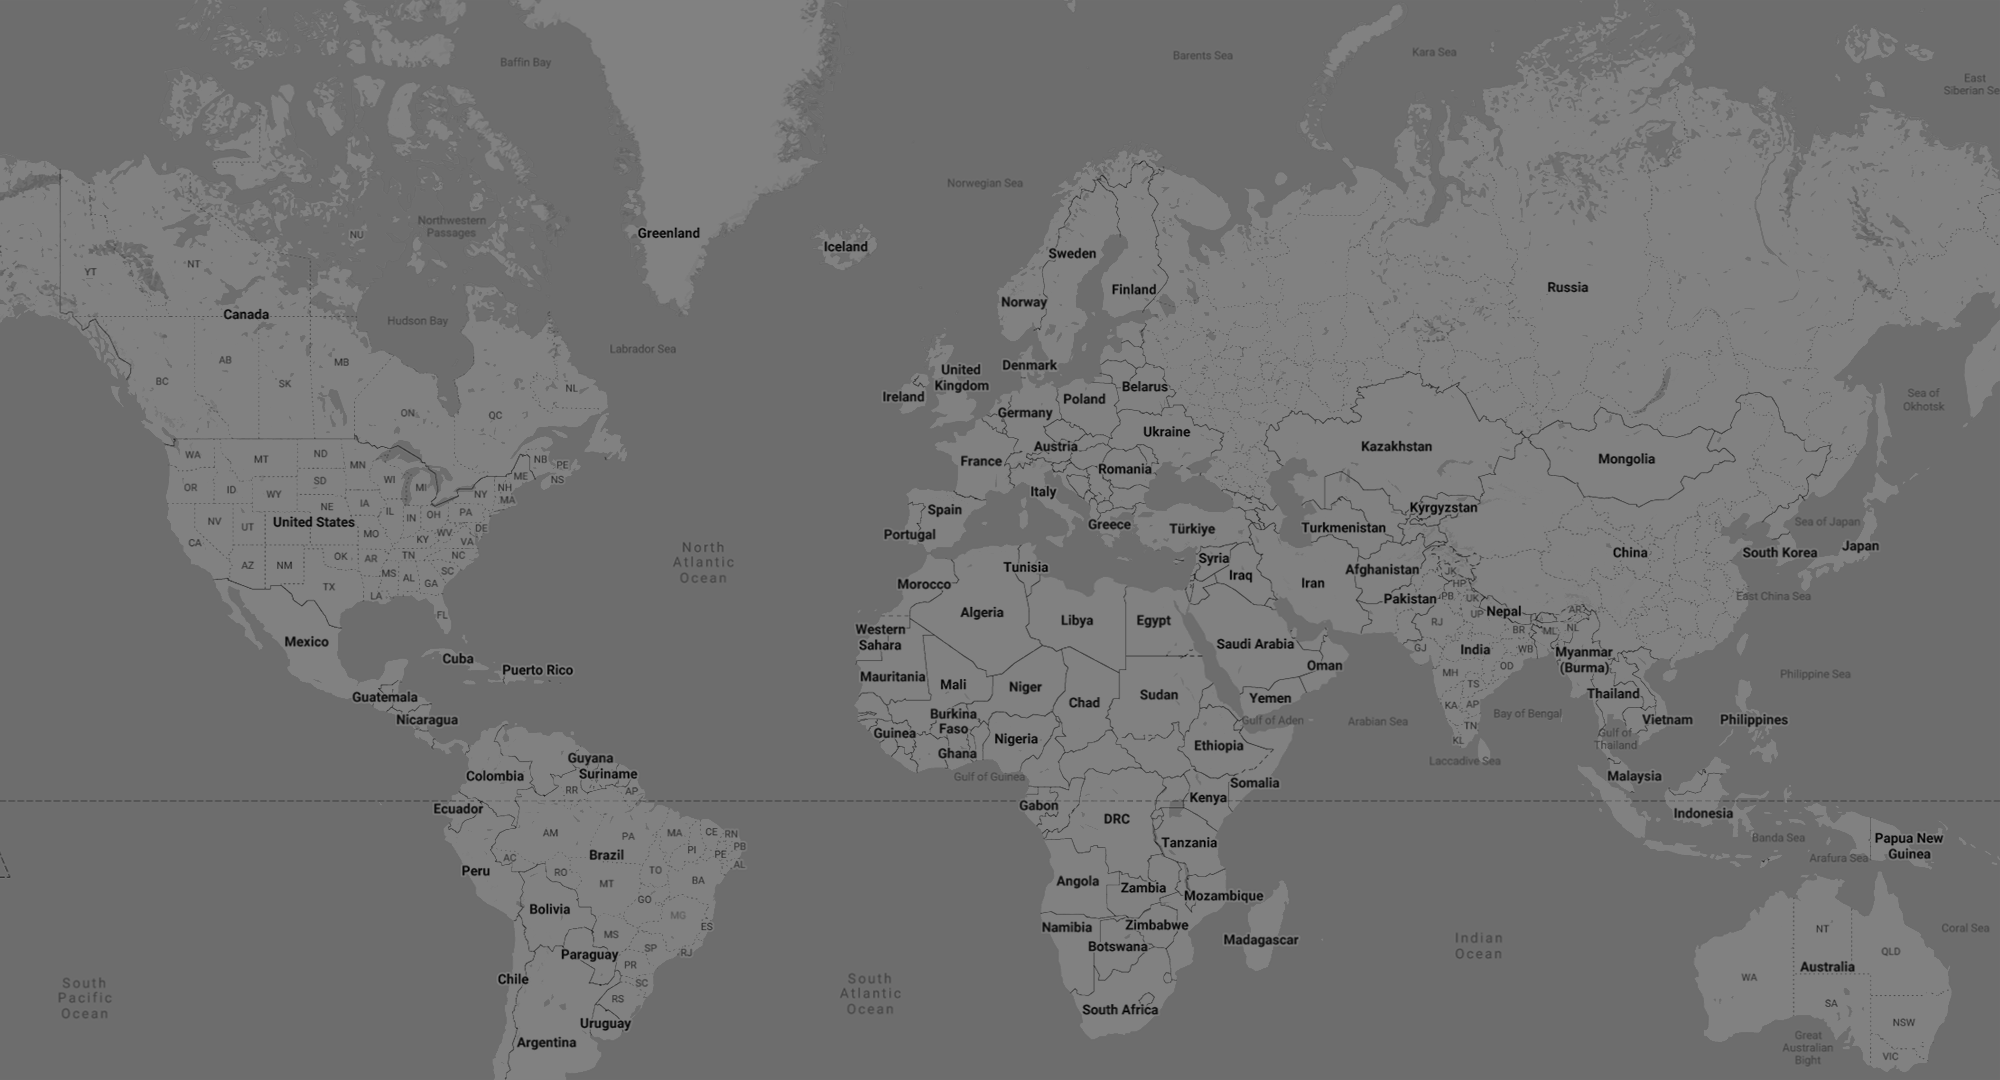 Baffin Bay
Barents Sea
Kara Sea
East
Siberian Se
Norwegian Sea
Northwestern
Passages
NU
Greenland
Iceland
Sweden
YT
NT
Finland
Russia
Norway
Canada
Hudson Bay
Labrador Sea
AB
MB
BC
SK
NL
Denmark
United
Kingdom
Ireland
Belarus
Poland
Sea of
Okhotsk
ON
QC
Germany
Ukraine
Austria
Kazakhstan
Mongolia
WA
MT
ND
MN
NB
PE
France
Romania
OR
ID
WY
SD
WI
MI
ME
NS
NH
NY
MA
Italy
NE
IA
IL
IN
OH
PA
Spain
Kyrgyzstan
NV
UT
United States
MO
KY
WV
DE
VA
Portugal
Greece
Türkiye
Turkmenistan
Sea of Japan
CA
AZ
NM
OK
AR
TN
NC
North
Atlantic
Ocean
Syria
China
South Korea
Japan
TX
MS
AL
SC
GA
LA
Tunisia
Iraq
Iran
Afghanistan
JK
HP
Morocco
Pakistan
PB
UK
East China Sea
FL
Algeria
Libya
Egypt
RJ
UP
Nepal
AR
Western
Sahara
BR
ML
NL
Mexico
Saudi Arabia
GJ
India
WB
Myanmar
(Burma)
Cuba
Puerto Rico
Oman
OD
Mauritania
Mali
Niger
Chad
Sudan
Yemen
MH
TS
Thailand
Philippine Sea
Guatemala
Nicaragua
Burkina
Faso
Gulf of Aden
Arabian Sea
KA
AP
Bay of Bengal
Vietnam
Philippines
Guinea
Nigeria
TN
KL
Gulf of
Thailand
Ghana
Ethiopia
Laccadive Sea
Guyana
Suriname
Colombia
Gulf of Guinea
Somalia
Malaysia
RR
AP
Ecuador
Gabon
Kenya
Indonesia
DRC
AM
PA
MA
CE
RN
PB
PI
PE
AL
Tanzania
Banda Sea
Papua New
Guinea
Arafura Sea
AC
Brazil
Peru
RO
TO
MT
BA
Angola
Zambia
Mozambique
Bolivia
GO
MG
ES
Namibia
Zimbabwe
Botswana
Madagascar
Indian
Ocean
NT
Coral Sea
MS
SP
RJ
Paraguay
PR
QLD
Australia
WA
Chile
SC
South
Pacific
Ocean
South
Atlantic
Ocean
RS
SA
South Africa
Uruguay
NSW
Argentina
Great
Australian
Bight
VIC